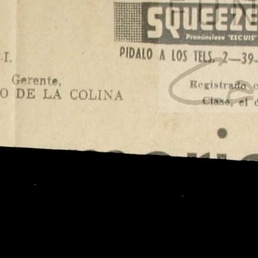 SQUEEZE
Pronúnciese "ESCUIS"
PIDALO A LOS TELS. 2-39-
I.
Gerente,
O DE LA COLINA
Registrado
Clase, el